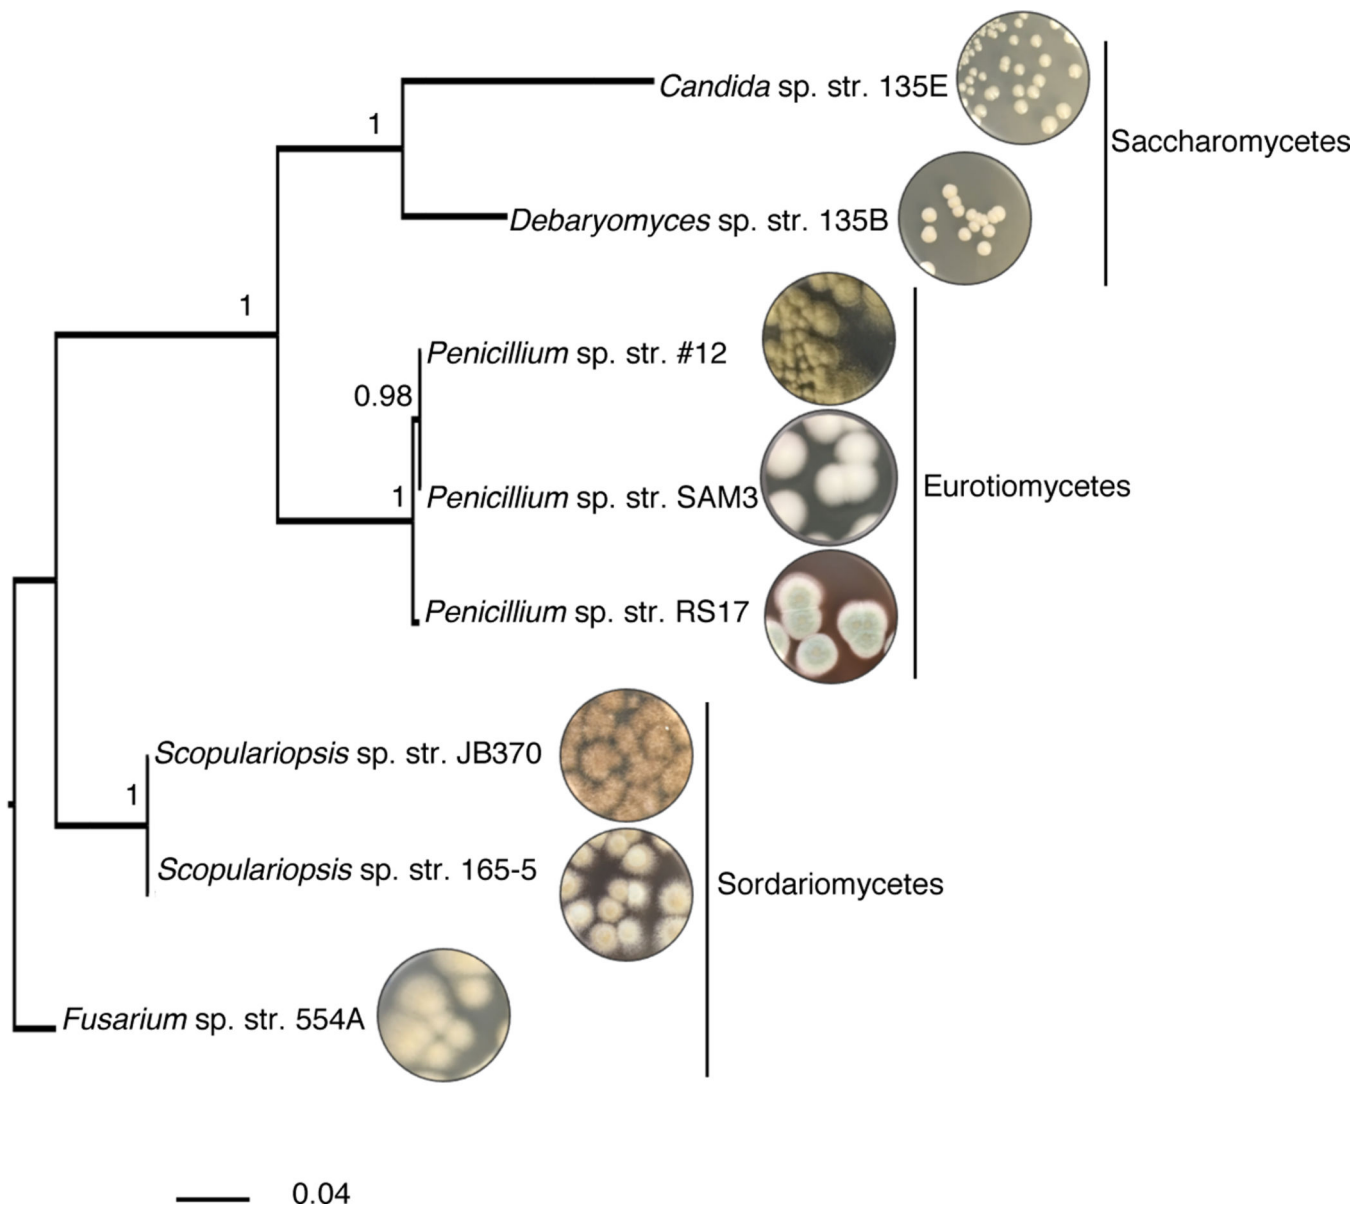 Candida sp. str. 135E
1
Saccharomycetes
Debaryomyces sp. str. 135B
1
Penicillium sp. str. #12
0.98
Eurotiomycetes
1
Penicillium sp. str. SAM3
Penicillium sp. str. RS17
Scopulariopsis sp. str. JB370
1
Scopulariopsis sp. str. 165-5
Sordariomycetes
Fusarium sp. str. 554A
0.04